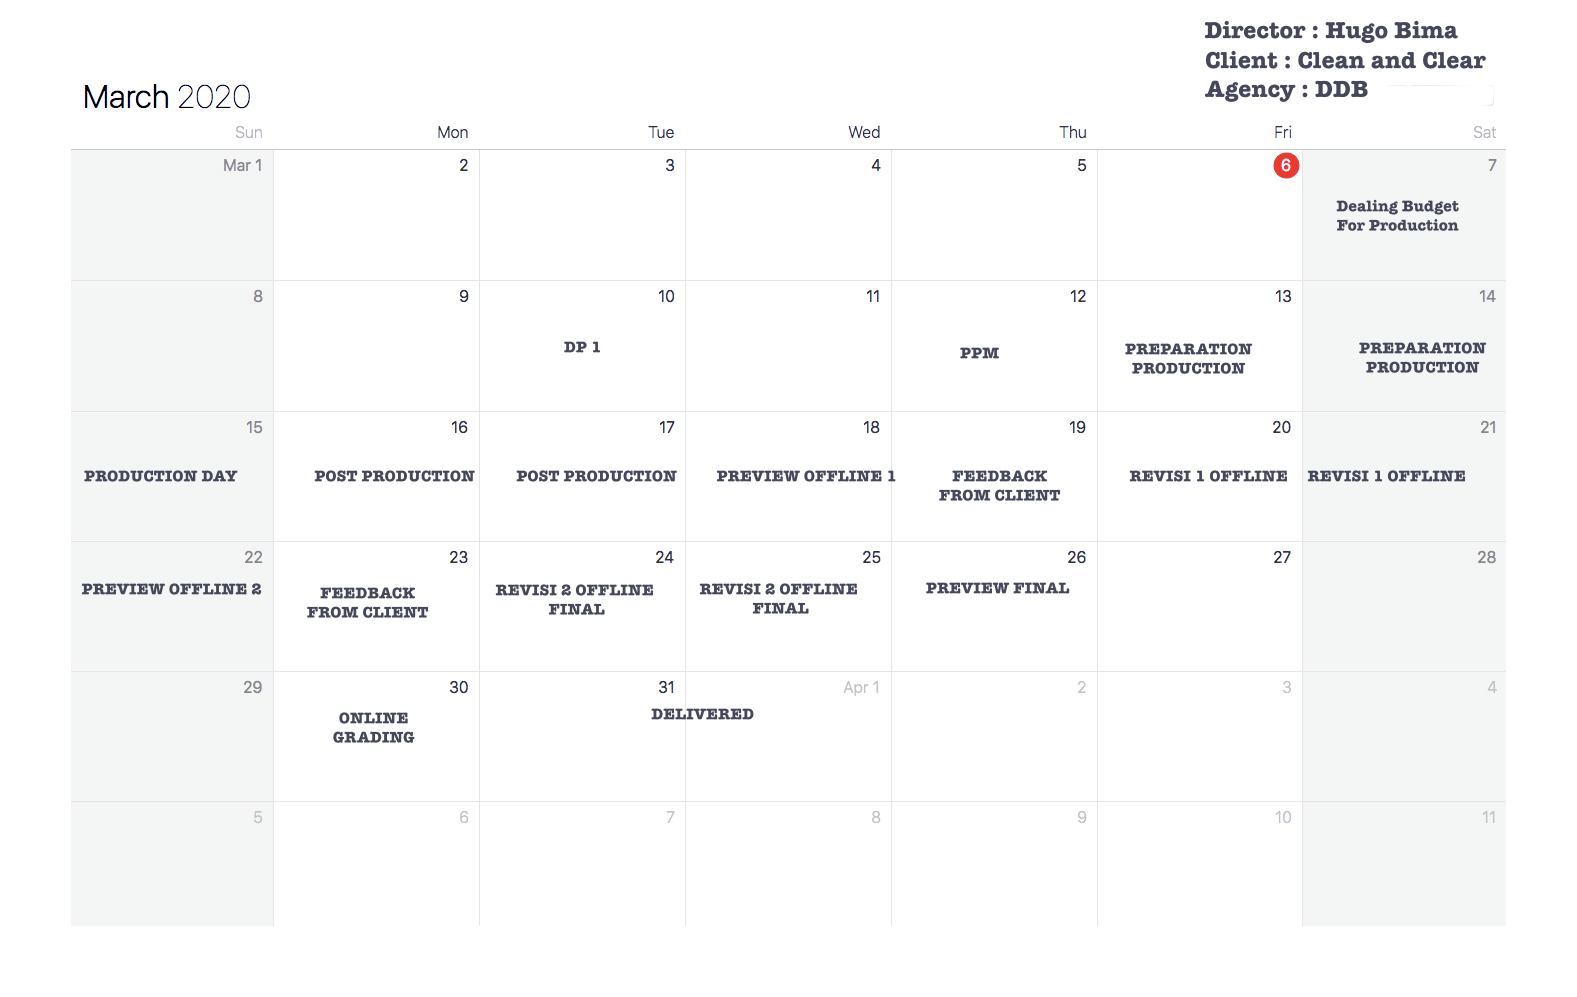 Director : Hugo Bima
Client : Clean and Clear
Agency : DDB
March 2020
Sun Mon Tue Wed Thu Fri Sat
Mar 1 2 3 4 5 6 7
Dealing Budget
For Production
8 9 10 11 12 13 14
DP 1
PPM
PREPARATION
PRODUCTION
PREPARATION
PRODUCTION
15 16 17 18 19 20 21
PRODUCTION DAY
POST PRODUCTION
POST PRODUCTION
PREVIEW OFFLINE 1
FEEDBACK
FROM CLIENT
REVISI 1 OFFLINE
REVISI 1 OFFLINE
22 23 24 25 26 27 28
PREVIEW OFFLINE 2
FEEDBACK
FROM CLIENT
REVISI 2 OFFLINE
FINAL
REVISI 2 OFFLINE
FINAL
PREVIEW FINAL
29 30 31 Apr 1 2 3 4
ONLINE
GRADING
DELIVERED
5 6 7 8 9 10 11